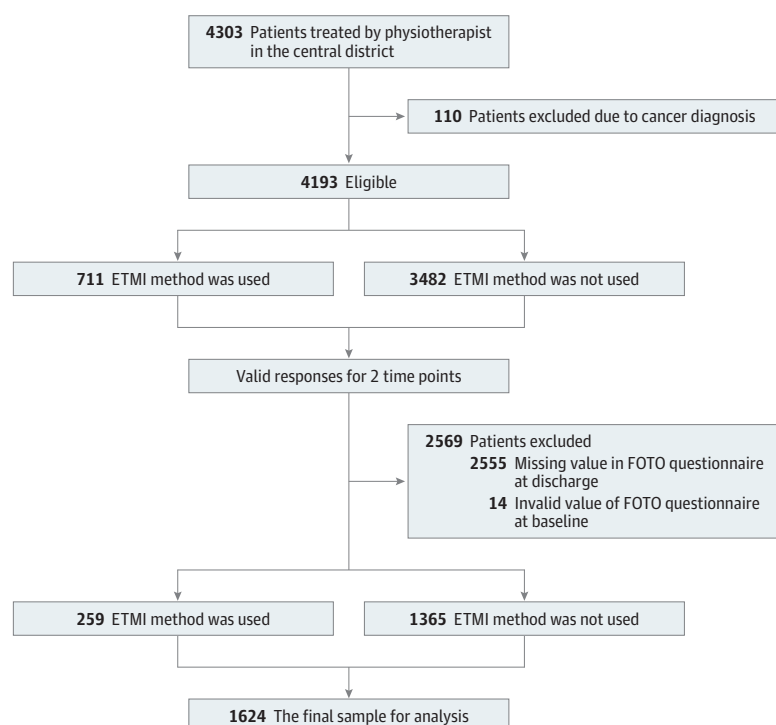 4303 Patients treated by physiotherapist
in the central district
110 Patients excluded due to cancer diagnosis
4193 Eligible
711 ETMI method was used
3482 ETMI method was not used
Valid responses for 2 time points
2569 Patients excluded
2555 Missing value in FOTO questionnaire
at discharge
14 Invalid value of FOTO questionnaire
at baseline
259 ETMI method was used
1365 ETMI method was not used
1624 The final sample for analysis